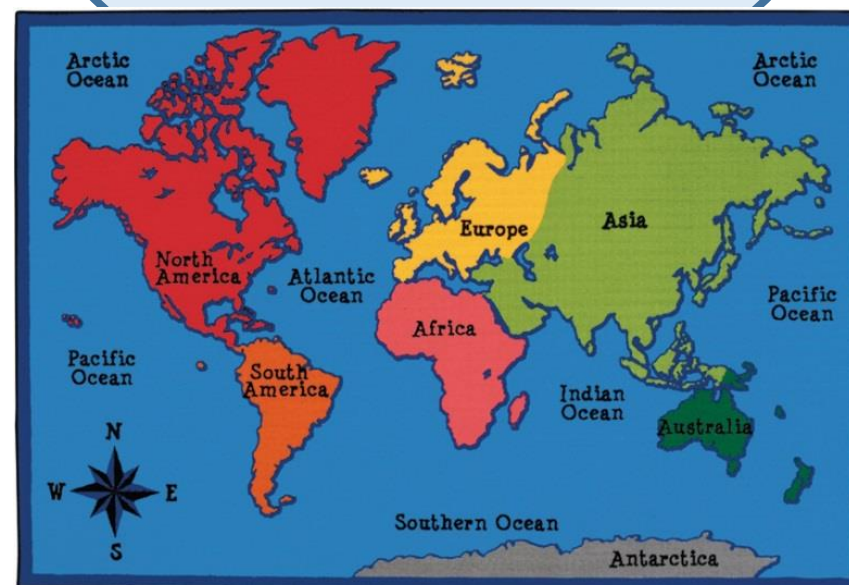 Arctic
Ocean
Arctic
Ocean
Europe
Asia
North
America
Atlantic
Ocean
Pacific
Ocean
Africa
Pacific
Ocean
South
America
Indian
Ocean
Australia
N
W
E
S
Southern Ocean
Antarctica